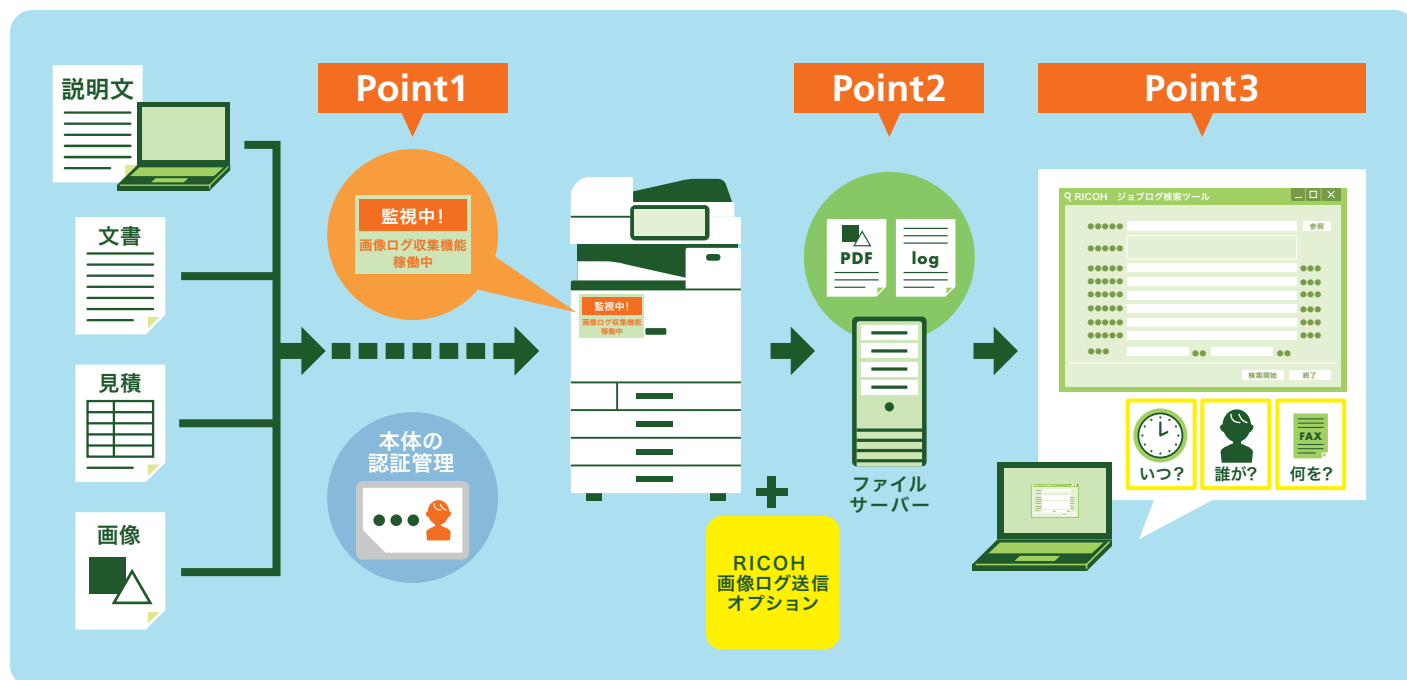 説明文
文書
見積
画像
Point1
監視中!
画像ログ収集機能
稼働中
本体の
認証管理
監視中!
画像ログ収集機能
稼働中
RICOH
画像ログ送信
オプション
Point2
PDF
log
ファイル
サーバー
Point3
RICOH ジョブログ検索ツール
参照
検索開始
終了
いつ?
誰が?
FAX
何を?